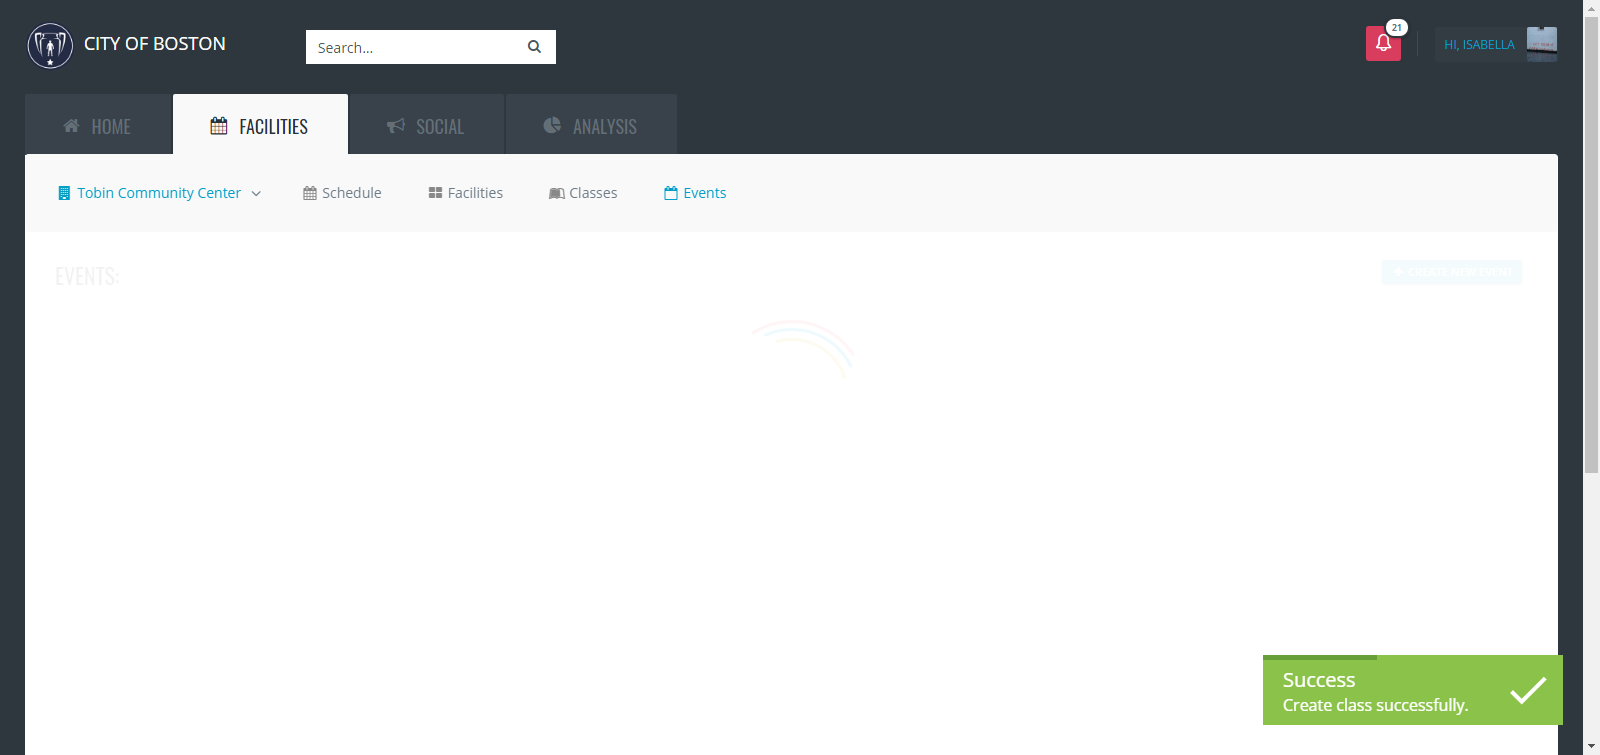 CITY OF BOSTON
Search...
21
HI, ISABELLA
HOME
FACILITIES
SOCIAL
ANALYSIS
Tobin Community Center
Schedule
Facilities
Classes
Events
EVENTS:
CREATE NEW EVENT
Success
Create class successfully.